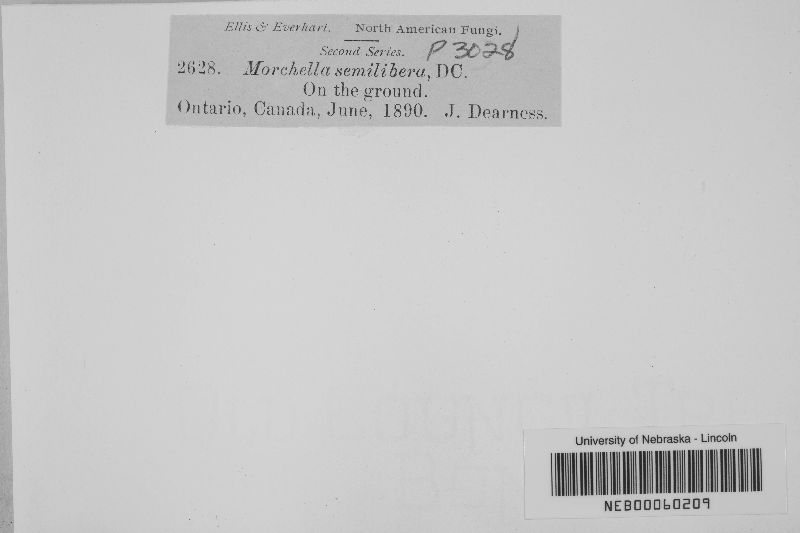 Ellis & Everhart. North American Fungi.
Second Series. P 3028
2628. Morchella semilibera, DC.
On the ground.
Ontario, Canada, June, 1890. J. Dearness.
University of Nebraska - Lincoln
NEB00060209